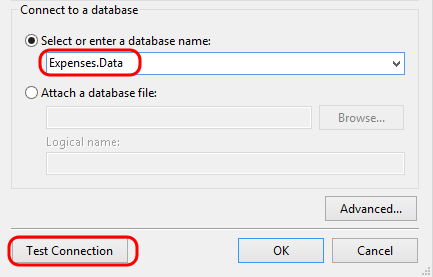 Connect to a database
Select or enter a database name:
Expenses.Data
Attach a database file:
Browse...
Logical name:
Advanced...
Test Connection
OK
Cancel